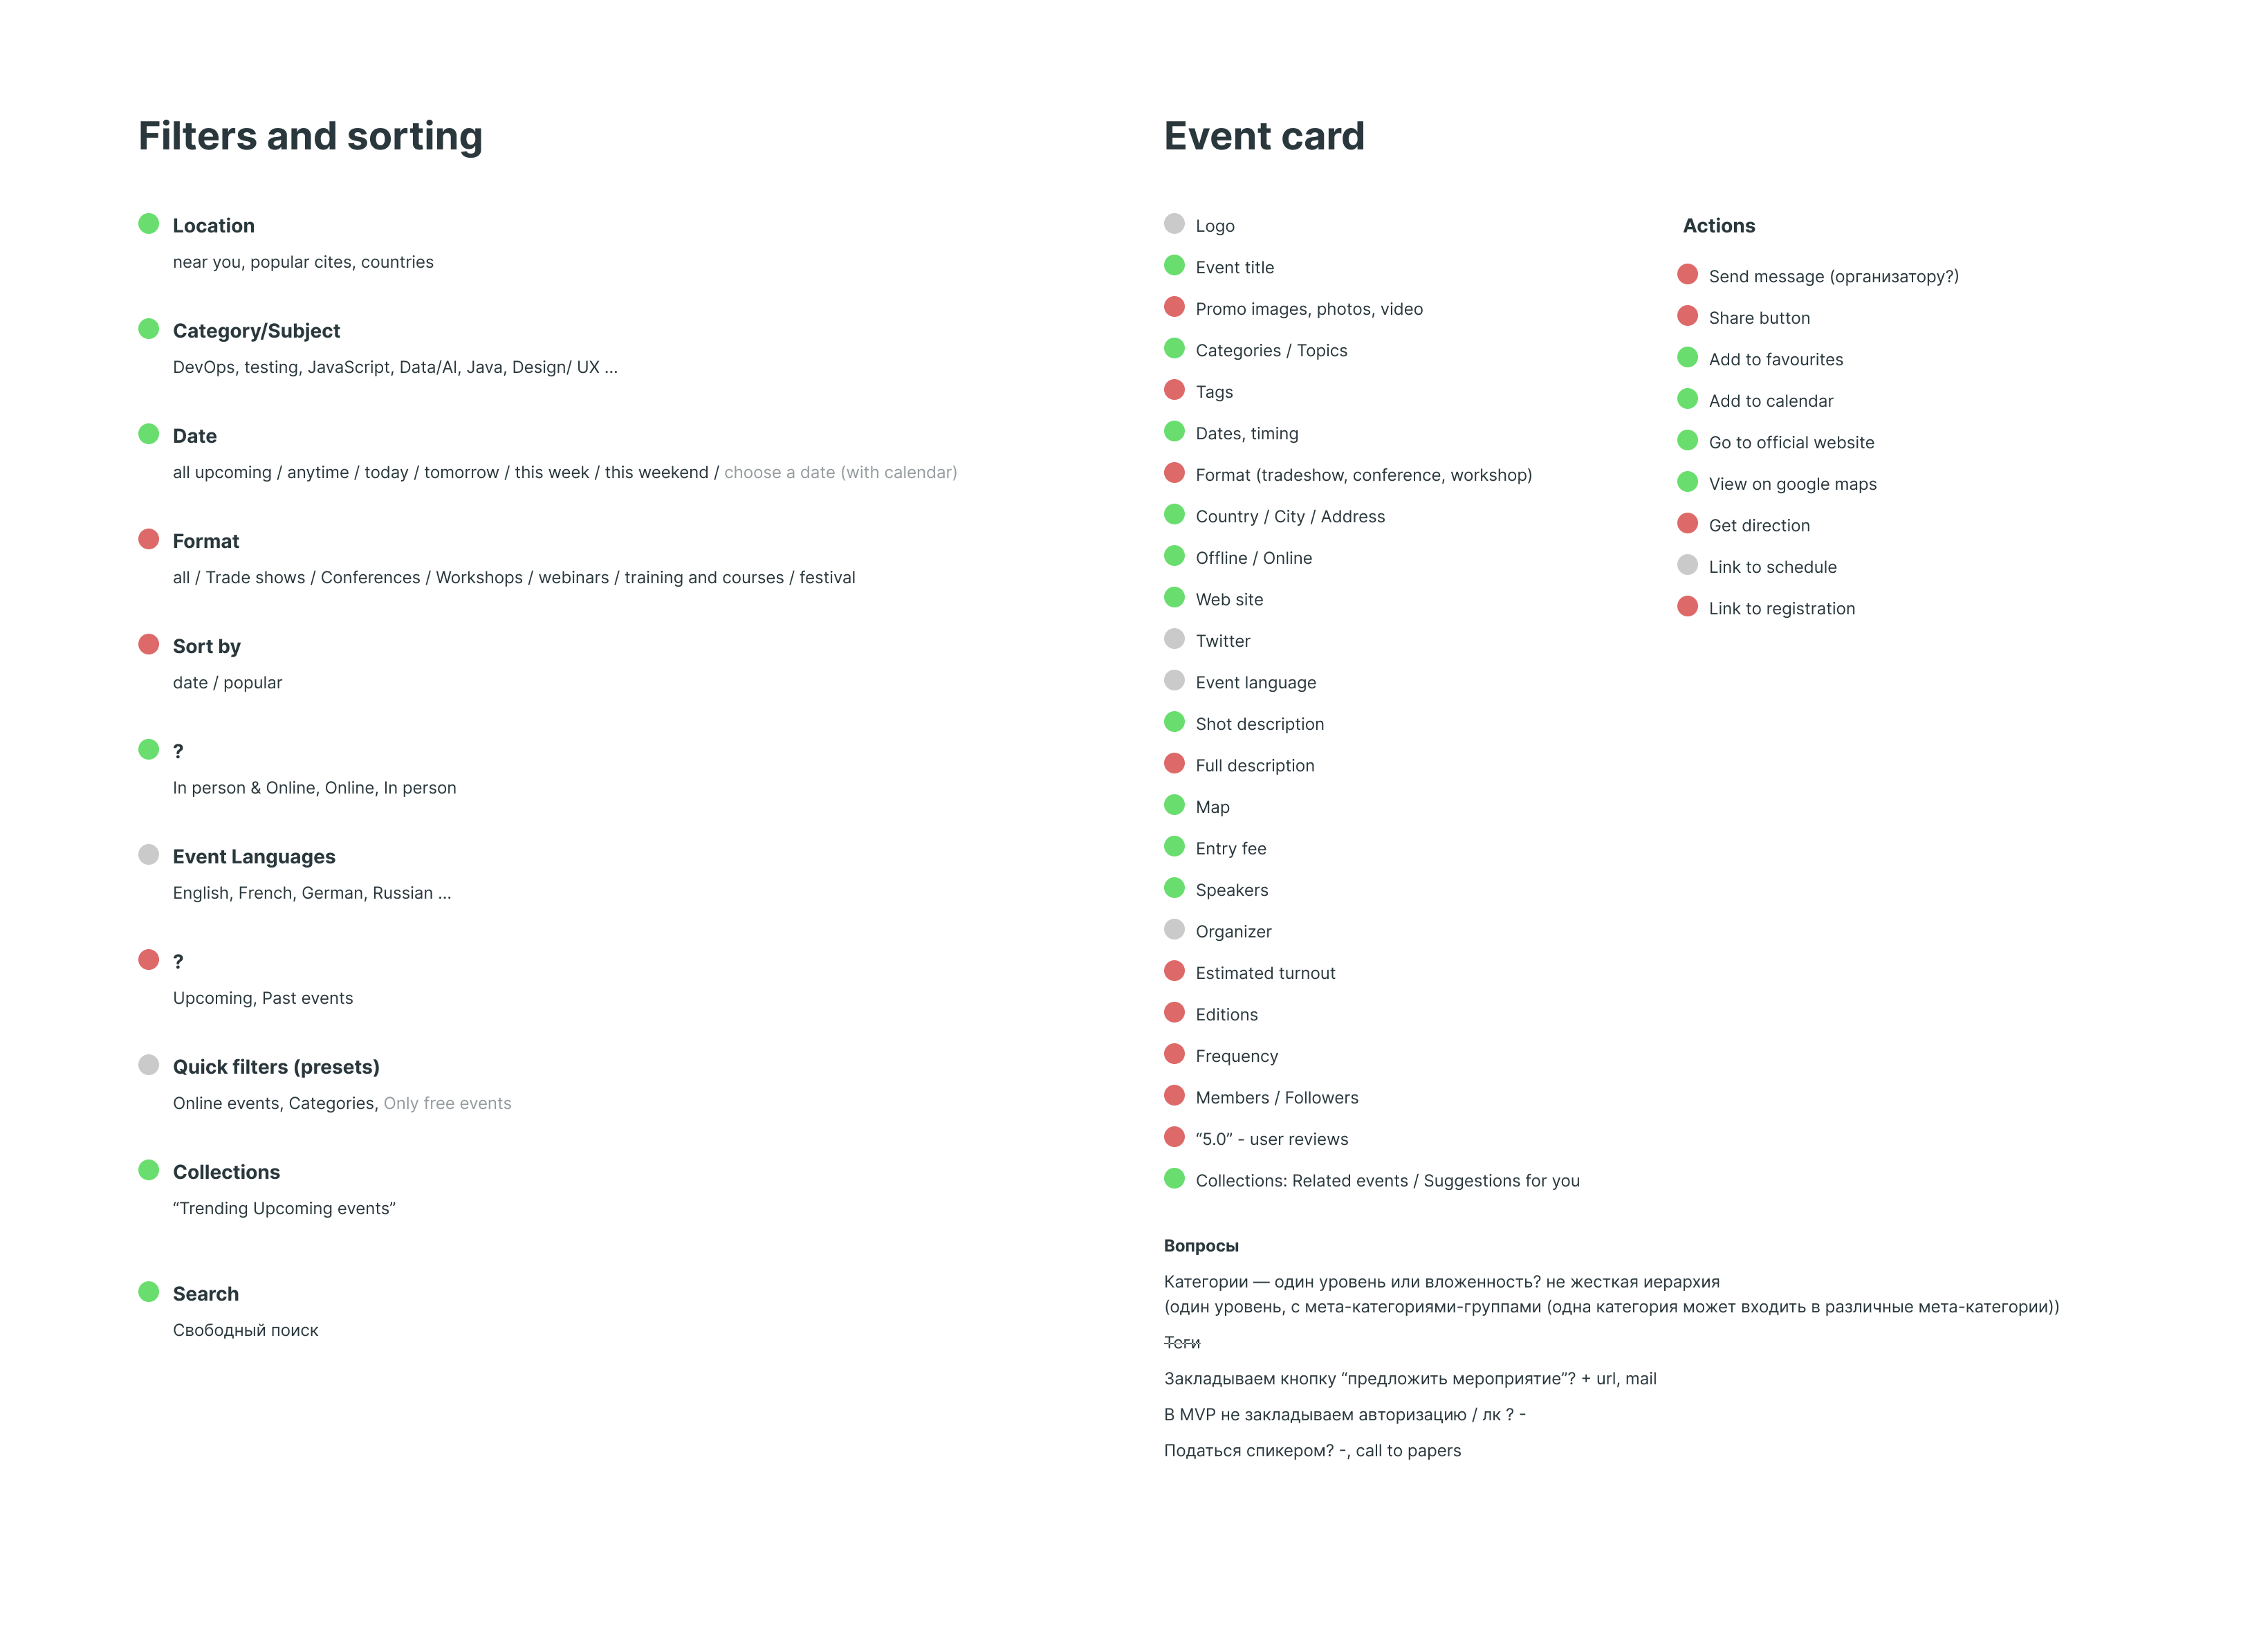 Filters and sorting
Location
near you, popular cites, countries
Category/Subject
DevOps, testing, JavaScript, Data/AI, Java, Design/ UX ...
Date
all upcoming / anytime / today / tomorrow / this week / this weekend / choose a date (with calendar)
Format
all / Trade shows / Conferences / Workshops / webinars / training and courses / festival
Sort by
date / popular
?
In person & Online, Online, In person
Event Languages
English, French, German, Russian ...
?
Upcoming, Past events
Quick filters (presets)
Online events, Categories, Only free events
Collections
“Trending Upcoming events”
Search
Свободный поиск
Event card
Logo
Event title
Promo images, photos, video
Categories / Topics
Tags
Dates, timing
Format (tradeshow, conference, workshop)
Country / City / Address
Offline / Online
Web site
Twitter
Event language
Shot description
Full description
Map
Entry fee
Speakers
Organizer
Estimated turnout
Editions
Frequency
Members / Followers
“5.0” - user reviews
Collections: Related events / Suggestions for you
Actions
Send message (организатору?)
Share button
Add to favourites
Add to calendar
Go to official website
View on google maps
Get direction
Link to schedule
Link to registration
Вопросы
Категории — один уровень или вложенность? не жесткая иерархия
(один уровень, с мета-категориями-группами (одна категория может входить в различные мета-категории))
Теги
Закладываем кнопку “предложить мероприятие”? + url, mail
В MVP не закладываем авторизацию / лк ? -
Податься спикером? -, call to papers